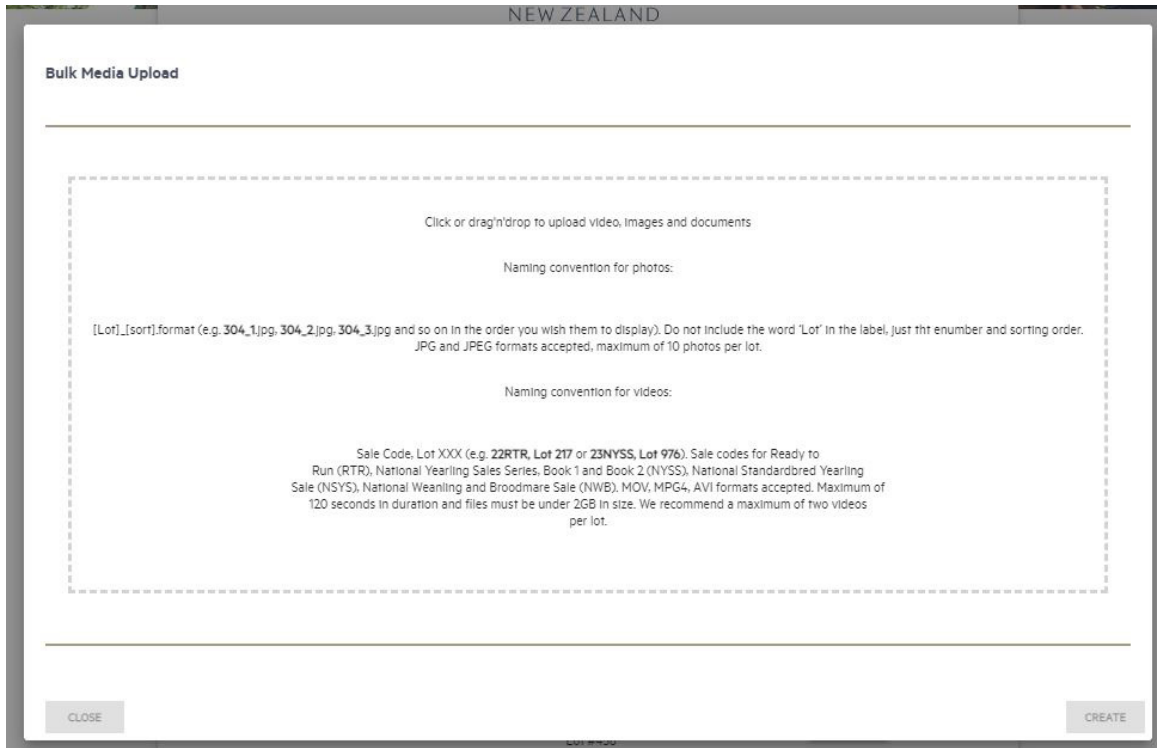 NEW ZEALAND
Bulk Media Upload
Click or drag'n'drop to upload video, images and documents
Naming convention for photos:
[Lot]_[sort].format (e.g. 304_1.jpg, 304_2.jpg, 304_3.jpg and so on in the order you wish them to display). Do not include the word 'Lot' in the label, just tht enumber and sorting order.
JPG and JPEG formats accepted, maximum of 10 photos per lot.
Naming convention for videos:
Sale Code, Lot XXX (e.g. 22RTR, Lot 217 or 23NYSS, Lot 976). Sale codes for Ready to
Run (RTR), National Yearling Sales Series, Book 1 and Book 2 (NYSS), National Standardbred Yearling
Sale (NSYS), National Weanling and Broodmare Sale (NWB). MOV, MPG4, AVI formats accepted. Maximum of
120 seconds in duration and files must be under 2GB in size. We recommend a maximum of two videos
per lot.
CLOSE
CREATE